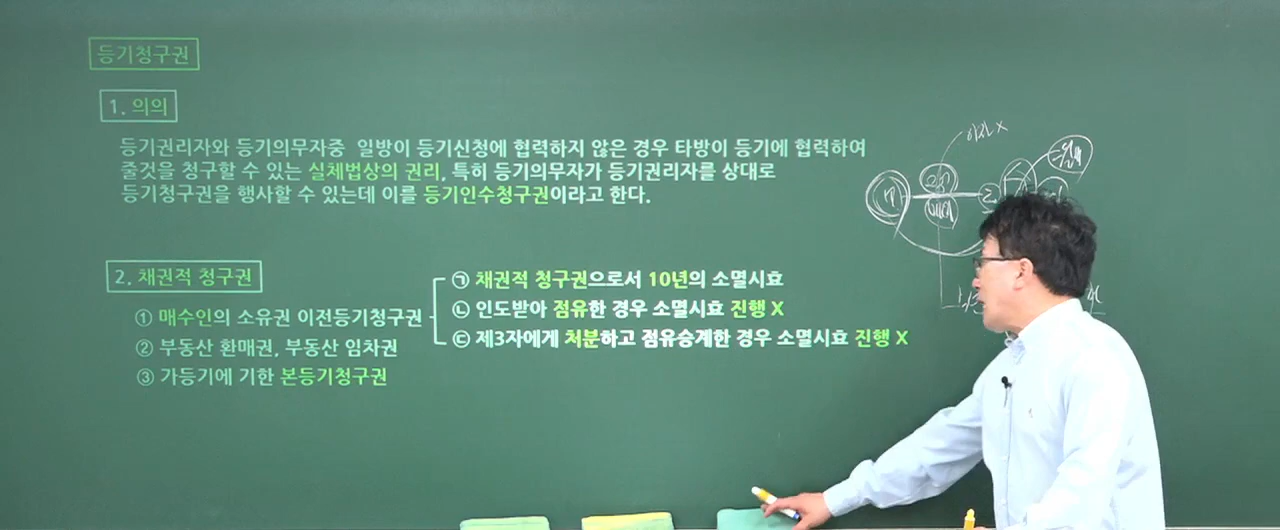 등기청구권
1. 의의
등기권리자와 등기의무자중 일방이 등기신청에 협력하지 않은 경우 타방이 등기에 협력하여
줄것을 청구할 수 있는 실체법상의 권리, 특히 등기의무자가 등기권리자를 상대로
등기청구권을 행사할 수 있는데 이를 등기인수청구권이라고 한다.
2. 채권적 청구권
① 매수인의 소유권 이전등기청구권
② 부동산 환매권, 부동산 임차권
③ 가등기에 기한 본등기청구권
㉠ 채권적 청구권으로서 10년의 소멸시효
㉡ 인도받아 점유한 경우 소멸시효 진행 X
㉢ 제3자에게 처분하고 점유승계한 경우 소멸시효 진행 X